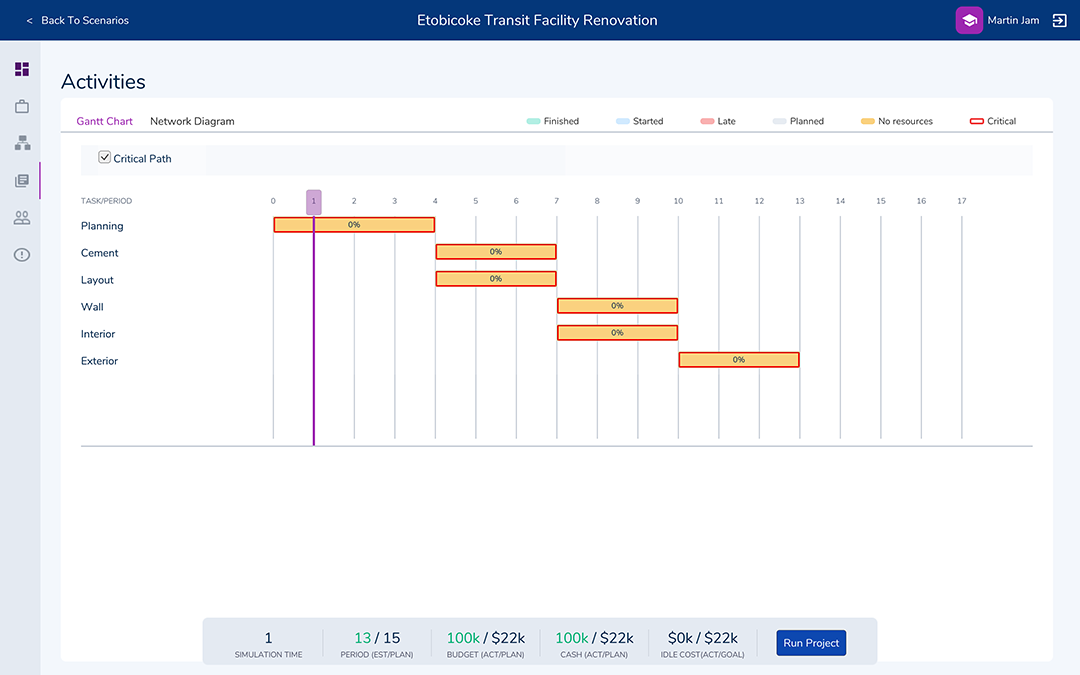 < Back To Scenarios
Etobicoke Transit Facility Renovation
Martin Jam
Activities
Gantt Chart Network Diagram Finished Started Late Planned No resources Critical
Critical Path
TASK/PERIOD 0 1 2 3 4 5 6 7 8 9 10 11 12 13 14 15 16 17
Planning 0%
Cement 0%
Layout 0%
Wall 0%
Interior 0%
Exterior 0%
1 13 / 15 100k / $22k 100k / $22k $0k / $22k Run Project
SIMULATION TIME PERIOD (EST/PLAN) BUDGET (ACT/PLAN) CASH (ACT/PLAN) IDLE COST(ACT/GOAL)